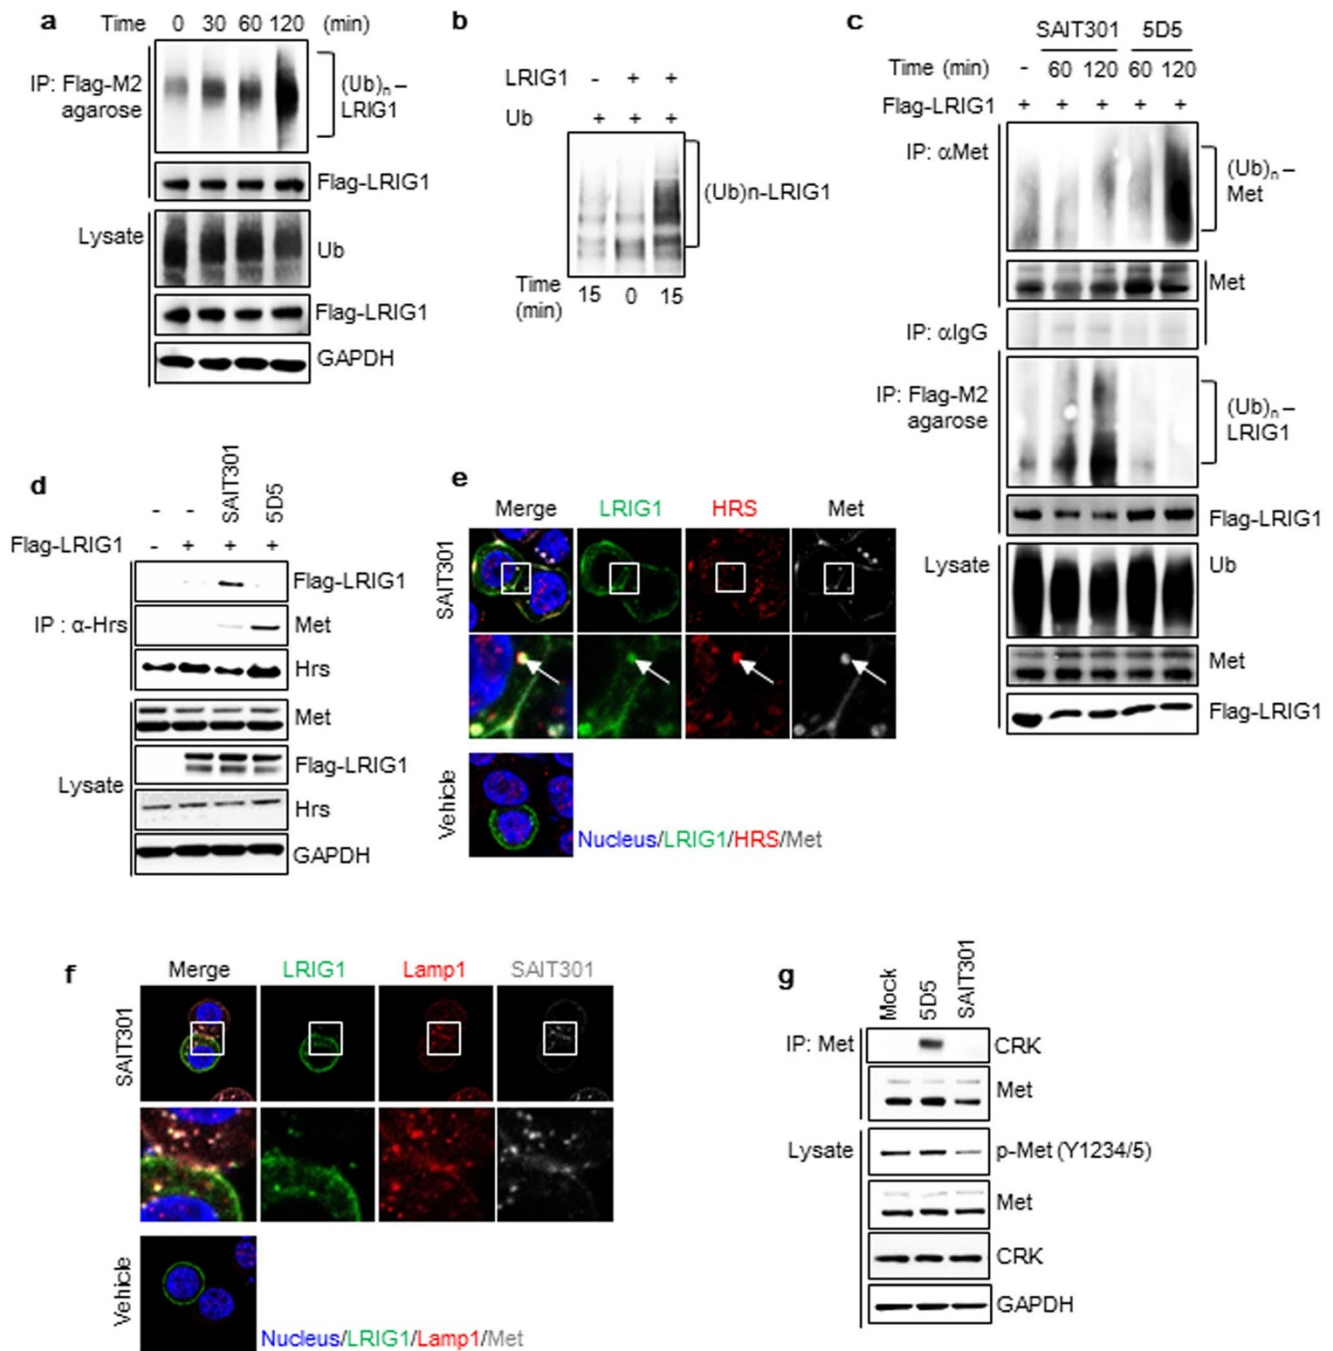 a
Time 0 30 60 120 (min)
IP: Flag-M2
agarose
(Ub)n –
LRIG1
Flag-LRIG1
Lysate
Ub
Flag-LRIG1
GAPDH
b
LRIG1 - + +
Ub + + +
(Ub)n-LRIG1
Time
(min)
15 0 15
c
SAIT301 5D5
Time (min) - 60 120 60 120
Flag-LRIG1 + + + + +
IP: αMet
(Ub)n –
Met
Met
IP: αIgG
IP: Flag-M2
agarose
(Ub)n –
LRIG1
Flag-LRIG1
Lysate
Ub
Met
Flag-LRIG1
d
- - SAIT301 5D5
Flag-LRIG1 - + + +
Flag-LRIG1
IP : α-Hrs
Met
Hrs
Met
Flag-LRIG1
Lysate
Hrs
GAPDH
e
Merge LRIG1 HRS Met
SAIT301
Vehicle
Nucleus/LRIG1/HRS/Met
f
Merge LRIG1 Lamp1 SAIT301
SAIT301
Vehicle
Nucleus/LRIG1/Lamp1/Met
g
Mock 5D5 SAIT301
IP: Met
CRK
Met
Lysate
p-Met (Y1234/5)
Met
CRK
GAPDH